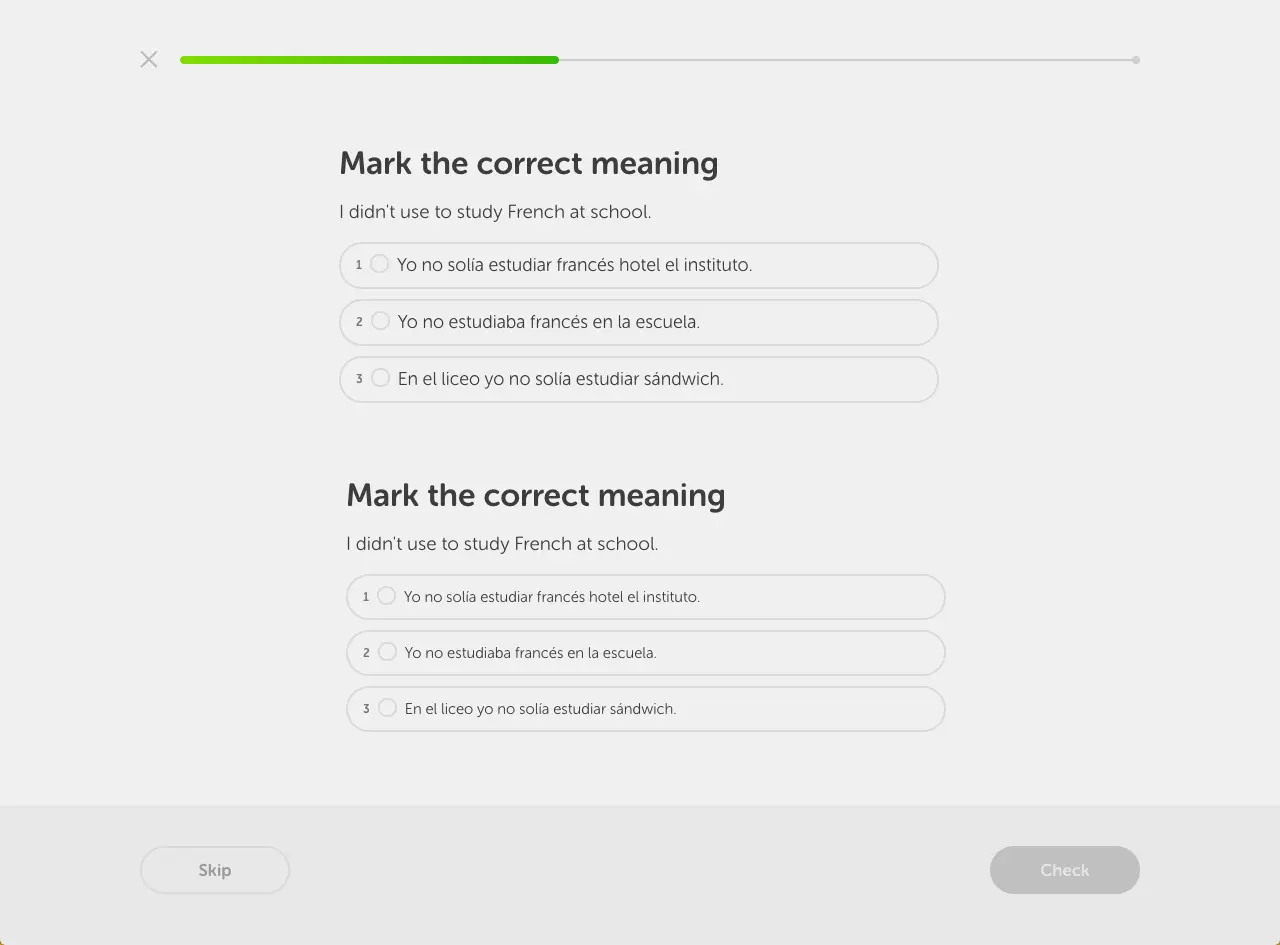 Mark the correct meaning
I didn't use to study French at school.
1 Yo no solía estudiar francés hotel el instituto.
2 Yo no estudiaba francés en la escuela.
3 En el liceo yo no solía estudiar sándwich.
Mark the correct meaning
I didn't use to study French at school.
1 Yo no solía estudiar francés hotel el instituto.
2 Yo no estudiaba francés en la escuela.
3 En el liceo yo no solía estudiar sándwich.
Skip
Check